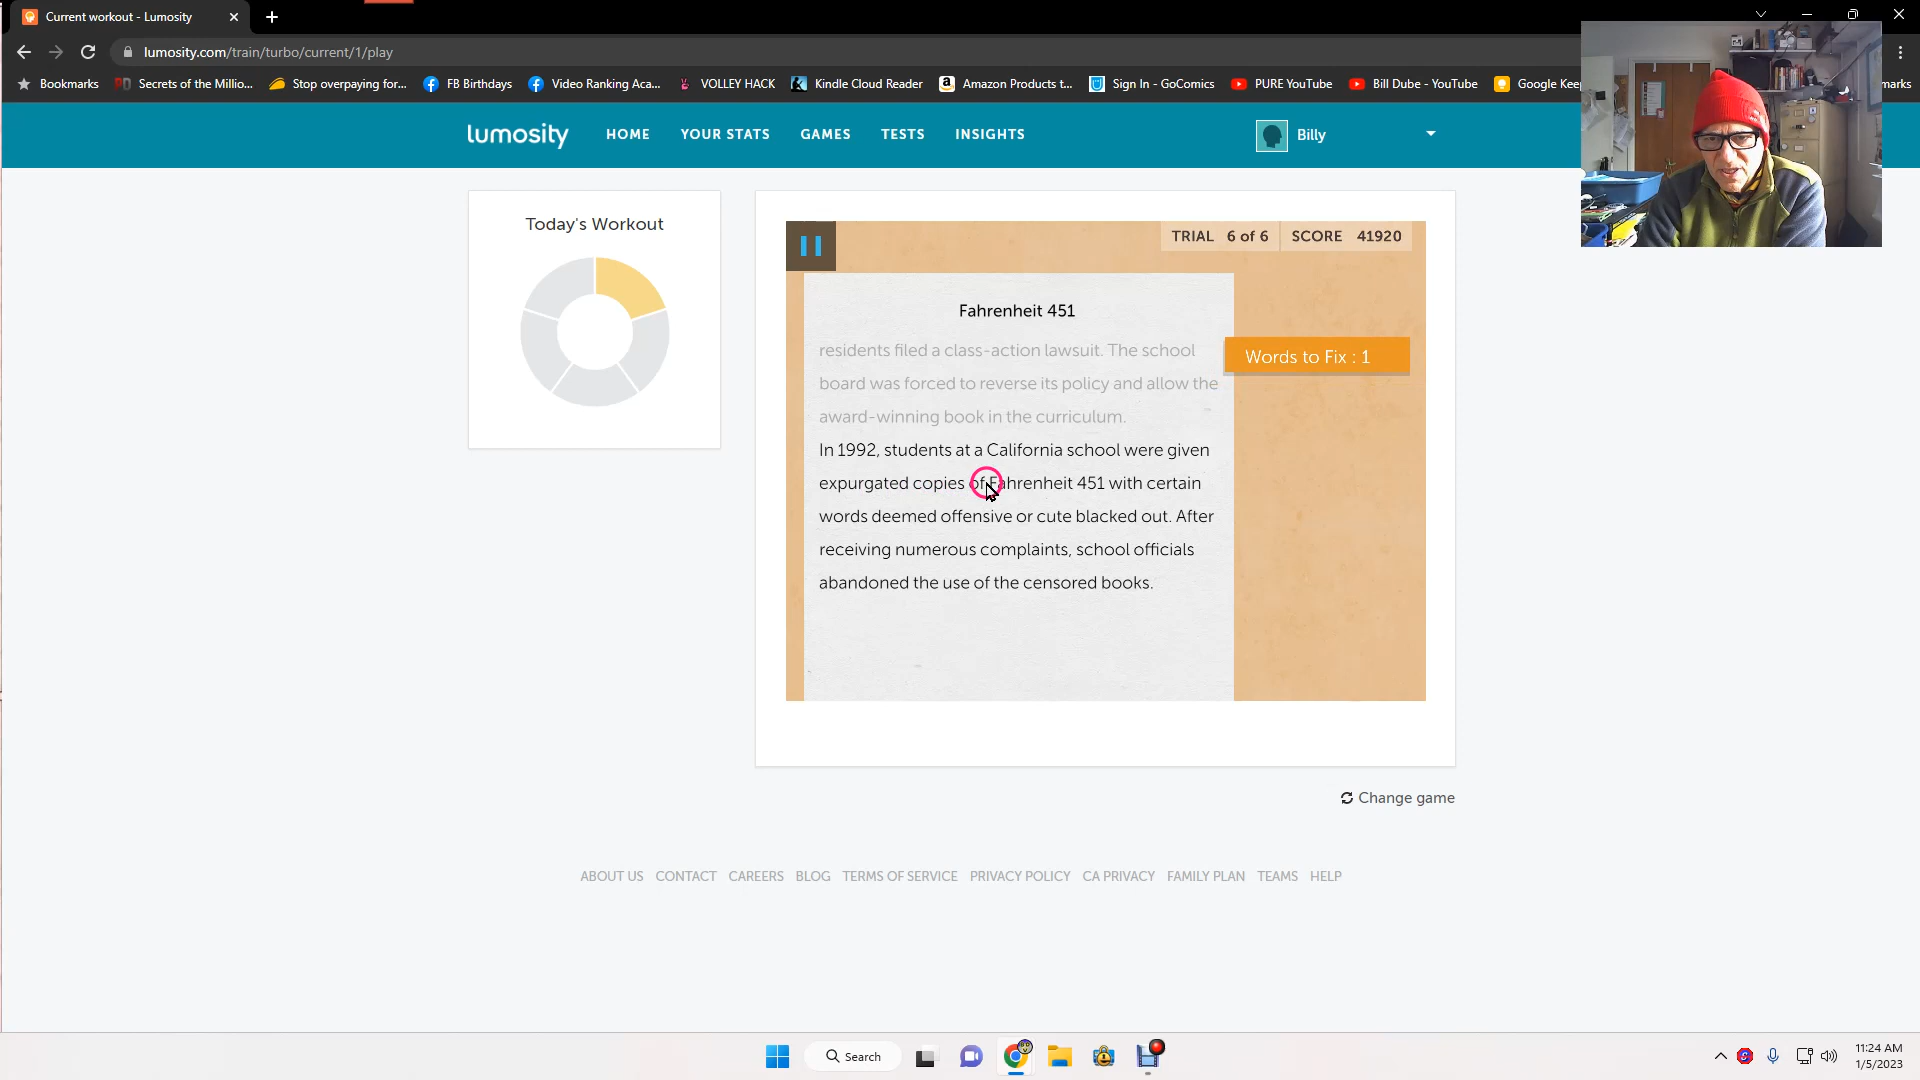 Current workout - Lumosity
lumosity.com/train/turbo/current/1/play
Bookmarks Secrets of the Millio... Stop overpaying for... FB Birthdays Video Ranking Aca... VOLLEY HACK Kindle Cloud Reader Amazon Products t... Sign In - GoComics PURE YouTube Bill Dube - YouTube Google Keep marks
lumosity HOME YOUR STATS GAMES TESTS INSIGHTS Billy
Today's Workout
TRIAL 6 of 6 SCORE 41920
Fahrenheit 451
residents filed a class-action lawsuit. The school
board was forced to reverse its policy and allow the
award-winning book in the curriculum.
In 1992, students at a California school were given
expurgated copies of Fahrenheit 451 with certain
words deemed offensive or cute blacked out. After
receiving numerous complaints, school officials
abandoned the use of the censored books.
Words to Fix : 1
Change game
ABOUT US CONTACT CAREERS BLOG TERMS OF SERVICE PRIVACY POLICY CA PRIVACY FAMILY PLAN TEAMS HELP
Search
11:24 AM
1/5/2023